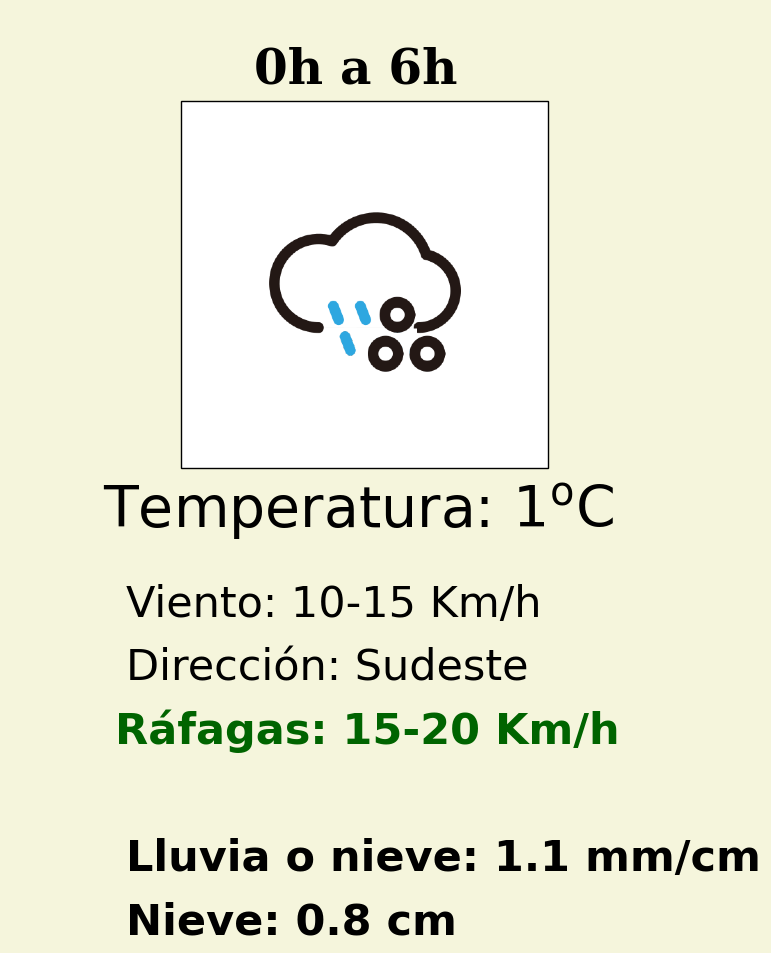 0h a 6h
Temperatura: 1ºC
Viento: 10-15 Km/h
Dirección: Sudeste
Ráfagas: 15-20 Km/h
Lluvia o nieve: 1.1 mm/cm
Nieve: 0.8 cm